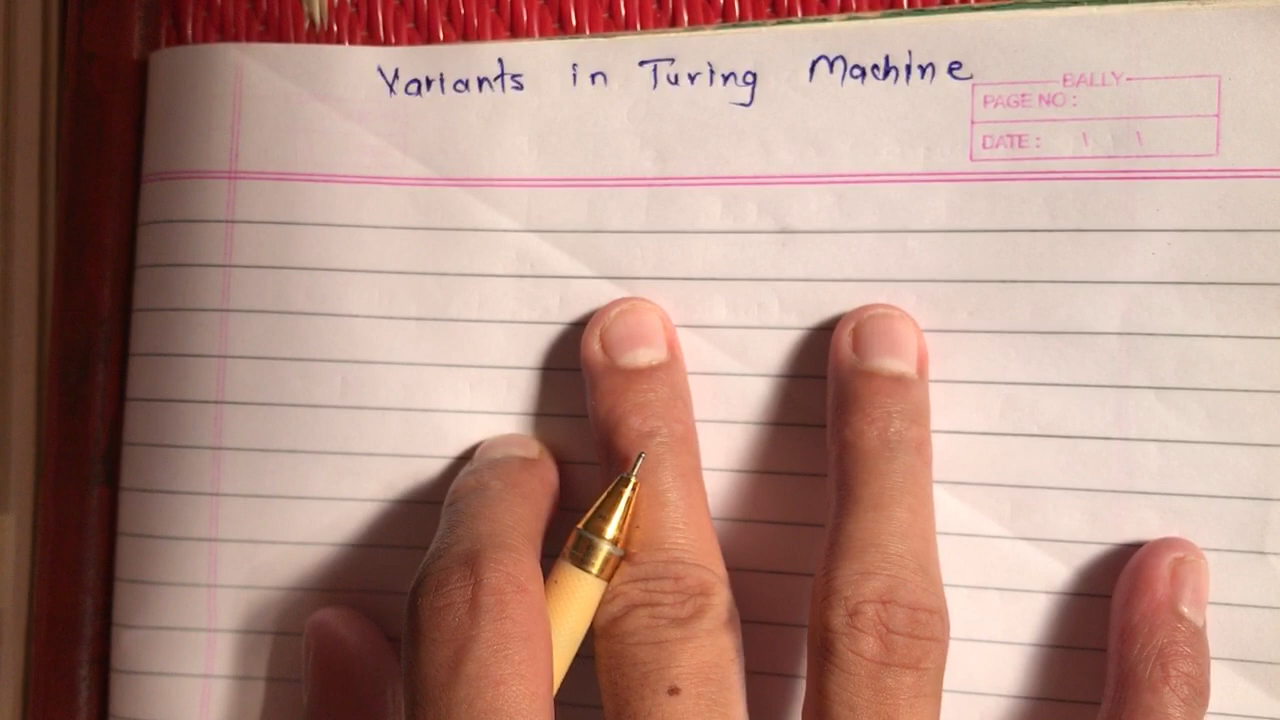 Variants in Turing Machine
BALLY
PAGE NO:
DATE: \ \